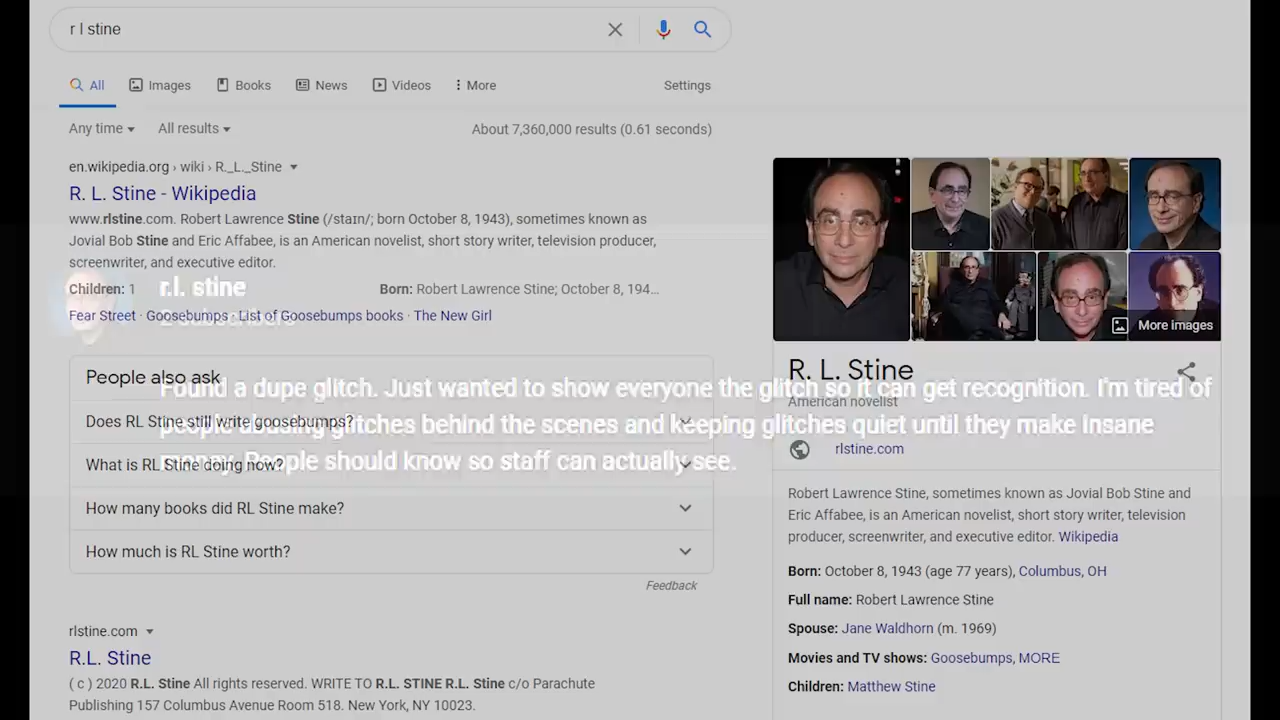 r l stine
All
Images
Books
News
Videos
More
Settings
Any time
All results
About 7,360,000 results (0.61 seconds)
en.wikipedia.org › wiki › R._L._Stine
R. L. Stine - Wikipedia
www.rlstine.com. Robert Lawrence Stine (/staɪn/; born October 8, 1943), sometimes known as
Jovial Bob Stine and Eric Affabee, is an American novelist, short story writer, television producer,
screenwriter, and executive editor.
Children: 1
Born: Robert Lawrence Stine; October 8, 194...
Fear Street · Goosebumps · List of Goosebumps books · The New Girl
r.l. stine
2 subscribers
Found a dupe glitch. Just wanted to show everyone the glitch so it can get recognition. I'm tired of
people abusing glitches behind the scenes and keeping glitches quiet until they make insane
money. People should know so staff can actually see.
People also ask
Does RL Stine still write goosebumps?
What is RL Stine doing now?
How many books did RL Stine make?
How much is RL Stine worth?
Feedback
rlstine.com
R.L. Stine
( c ) 2020 R.L. Stine All rights reserved. WRITE TO R.L. STINE R.L. Stine c/o Parachute
Publishing 157 Columbus Avenue Room 518. New York, NY 10023.
More images
R. L. Stine
American novelist
rlstine.com
Robert Lawrence Stine, sometimes known as Jovial Bob Stine and
Eric Affabee, is an American novelist, short story writer, television
producer, screenwriter, and executive editor. Wikipedia
Born: October 8, 1943 (age 77 years), Columbus, OH
Full name: Robert Lawrence Stine
Spouse: Jane Waldhorn (m. 1969)
Movies and TV shows: Goosebumps, MORE
Children: Matthew Stine